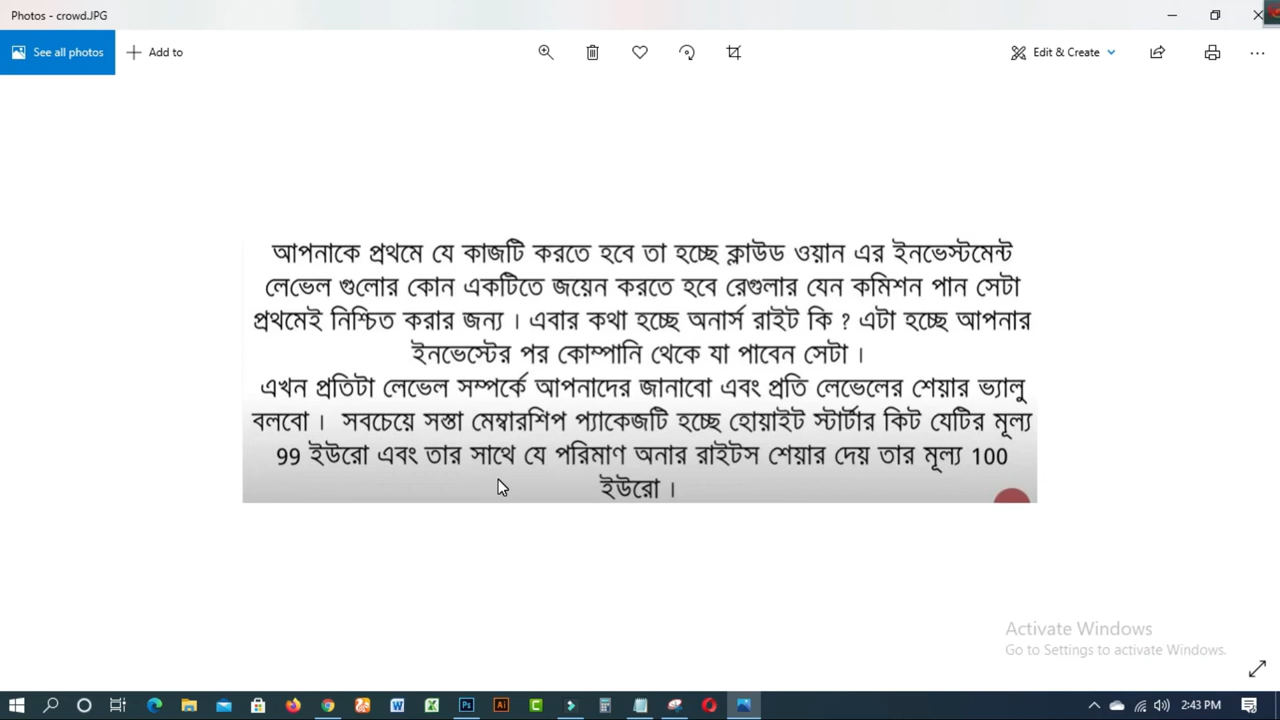 Photos - crowd.JPG
See all photos
Add to
Edit & Create
আপনাকে প্রথমে যে কাজটি করতে হবে তা হচ্ছে ক্লাউড ওয়ান এর ইনভেস্টমেন্ট
লেভেল গুলোর কোন একটিতে জয়েন করতে হবে রেগুলার যেন কমিশন পান সেটা
প্রথমেই নিশ্চিত করার জন্য । এবার কথা হচ্ছে অনার্স রাইট কি ? এটা হচ্ছে আপনার
ইনভেস্টের পর কোম্পানি থেকে যা পাবেন সেটা ।
এখন প্রতিটা লেভেল সম্পর্কে আপনাদের জানাবো এবং প্রতি লেভেলের শেয়ার ভ্যালু
বলবো । সবচেয়ে সস্তা মেম্বারশিপ প্যাকেজটি হচ্ছে হোয়াইট স্টার্টার কিট যেটির মূল্য
99 ইউরো এবং তার সাথে যে পরিমাণ অনার রাইটস শেয়ার দেয় তার মূল্য 100
ইউরো ।
Activate Windows
Go to Settings to activate Windows.
2:43 PM